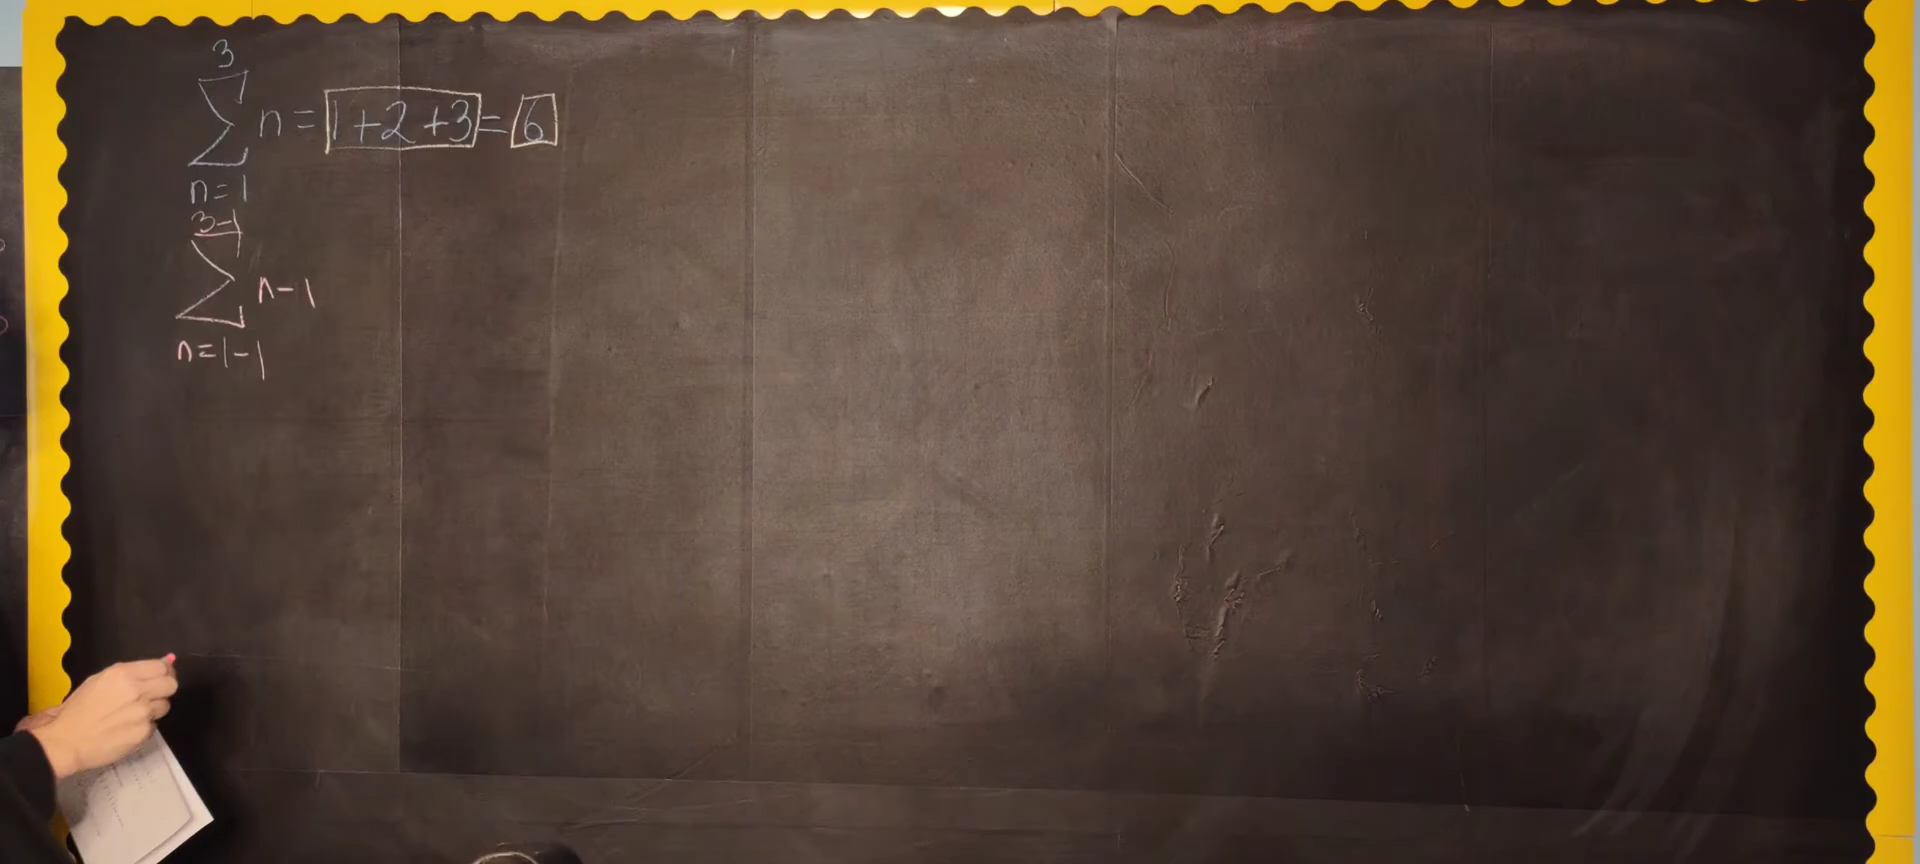 3
∑ n = 1 + 2 + 3 = 6
n = 1
3 - 1
∑ n - 1
n = 1 - 1